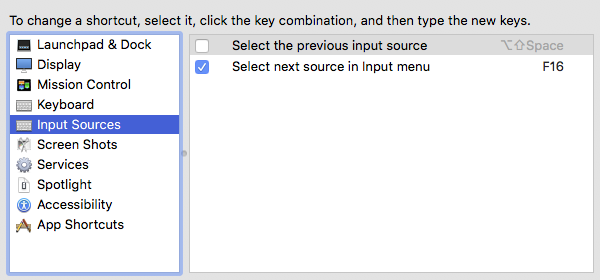 To change a shortcut, select it, click the key combination, and then type the new keys.
Launchpad & Dock
Display
Mission Control
Keyboard
Input Sources
Screen Shots
Services
Spotlight
Accessibility
App Shortcuts
Select the previous input source ⌥⇧Space
Select next source in Input menu F16